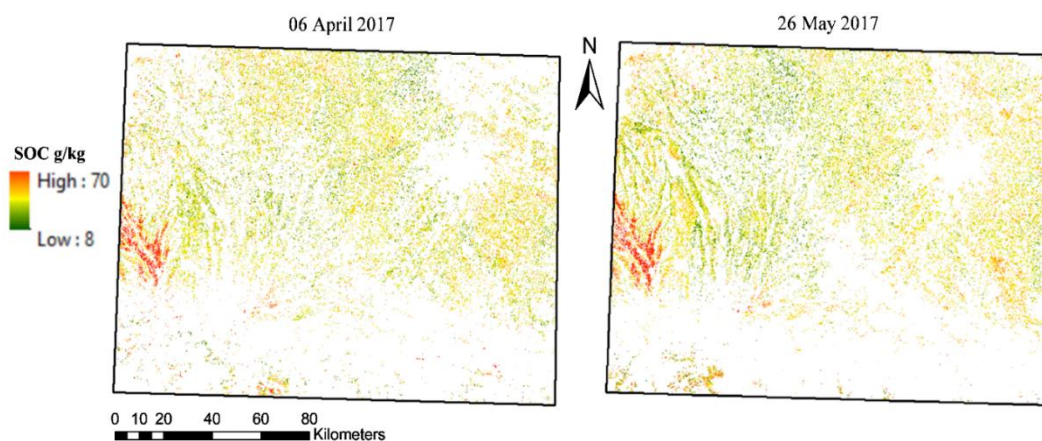 06 April 2017
26 May 2017
N
SOC g/kg
High : 70
Low : 8
0 10 20 40 60 80
Kilometers